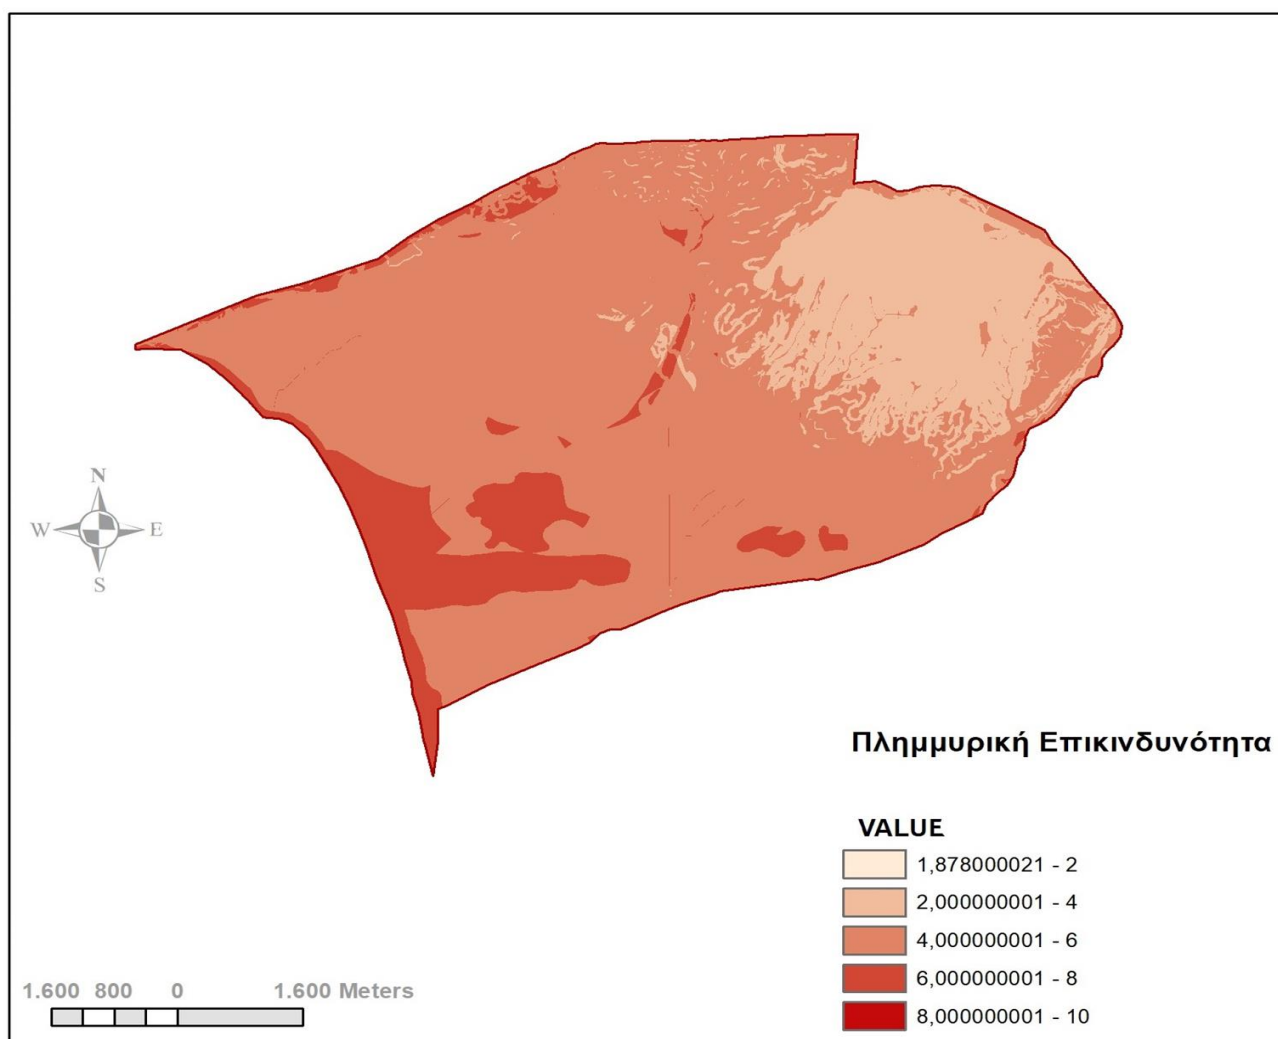 N
W E
S
Πλημμυρική Επικινδυνότητα
VALUE
1,878000021 - 2
2,000000001 - 4
4,000000001 - 6
6,000000001 - 8
8,000000001 - 10
1.600 800 0 1.600 Meters